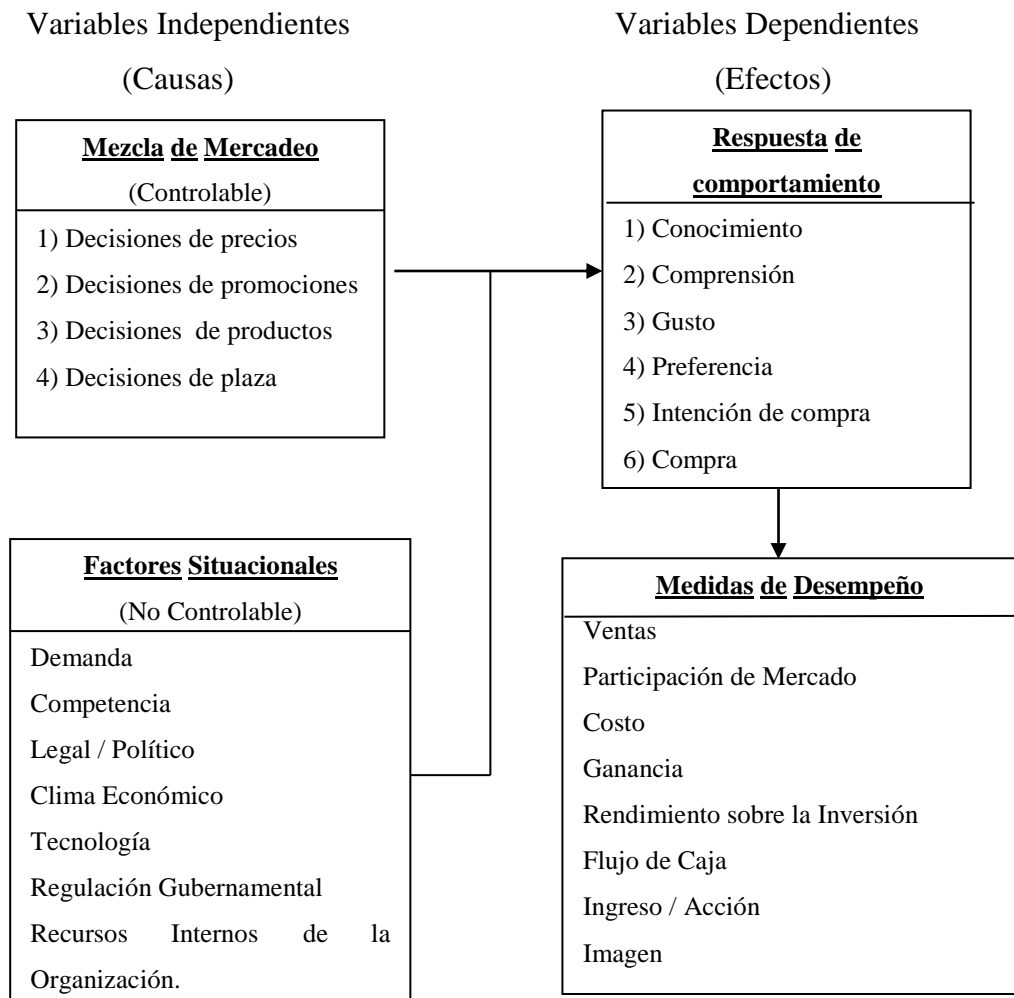 Variables Independientes
(Causas)
Variables Dependientes
(Efectos)
Mezcla de Mercadeo
(Controlable)
1) Decisiones de precios
2) Decisiones de promociones
3) Decisiones de productos
4) Decisiones de plaza
Respuesta de
comportamiento
1) Conocimiento
2) Comprensión
3) Gusto
4) Preferencia
5) Intención de compra
6) Compra
Factores Situacionales
(No Controlable)
Demanda
Competencia
Legal / Político
Clima Económico
Tecnología
Regulación Gubernamental
Recursos Internos de la
Organización.
Medidas de Desempeño
Ventas
Participación de Mercado
Costo
Ganancia
Rendimiento sobre la Inversión
Flujo de Caja
Ingreso / Acción
Imagen